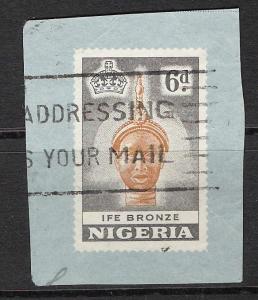 6d.
ADDRESSING
S YOUR MAIL
IFE BRONZE
NIGERIA